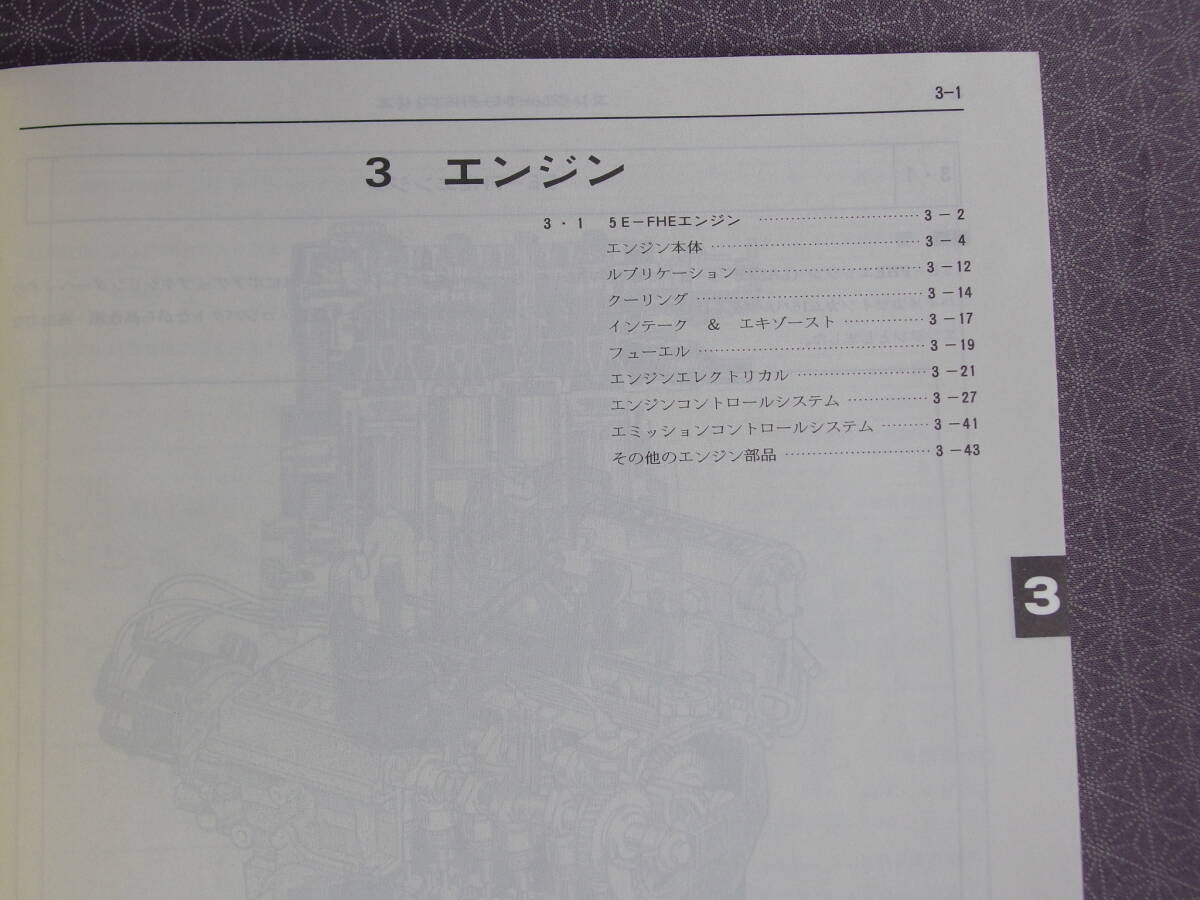 3-1
3 エンジン
3・1 5E-FHEエンジン ………………………… 3-2
エンジン本体 ………………………………… 3-4
ルブリケーション …………………………… 3-12
クーリング …………………………………… 3-14
インテーク & エキゾースト ……………… 3-17
フューエル …………………………………… 3-19
エンジンエレクトリカル …………………… 3-21
エンジンコントロールシステム …………… 3-27
エミッションコントロールシステム ……… 3-41
その他のエンジン部品 ……………………… 3-43
3